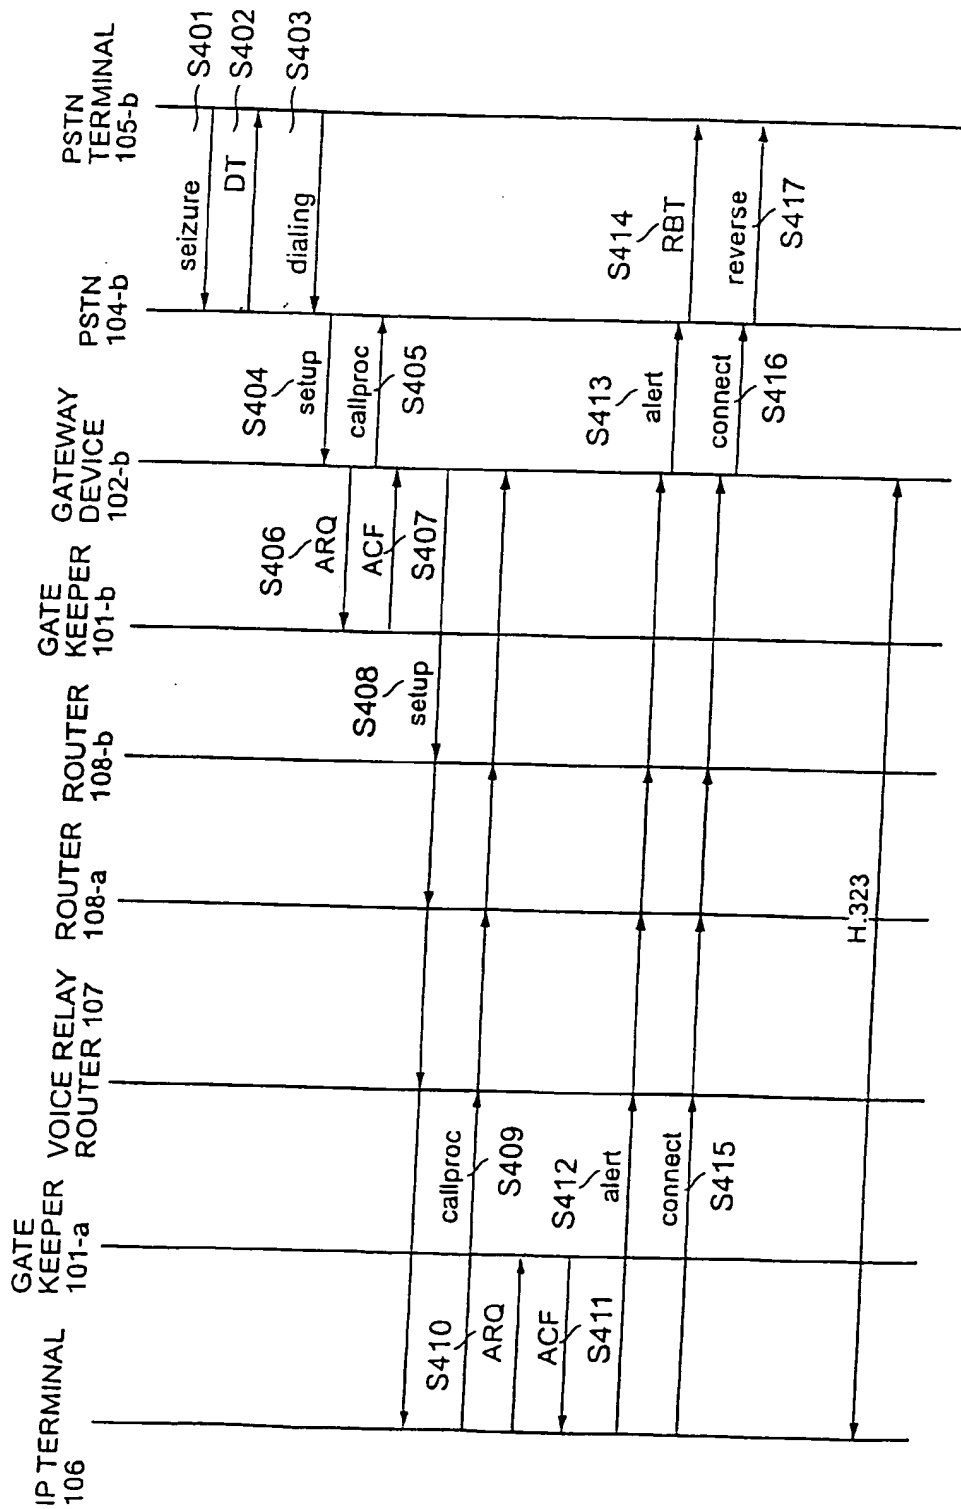 IP TERMINAL
106
GATE
KEEPER
101-a
VOICE RELAY
ROUTER 107
ROUTER
108-a
ROUTER
108-b
GATE
KEEPER
101-b
GATEWAY
DEVICE
102-b
PSTN
104-b
PSTN
TERMINAL
105-b
seizure
S401
DT
S402
dialing
S403
S404
setup
callproc
S405
S406
ARQ
ACF
S407
S408
setup
callproc
S409
S410
ARQ
ACF
S411
S412
alert
S413
alert
S414
RBT
connect
S415
connect
S416
reverse
S417
H.323